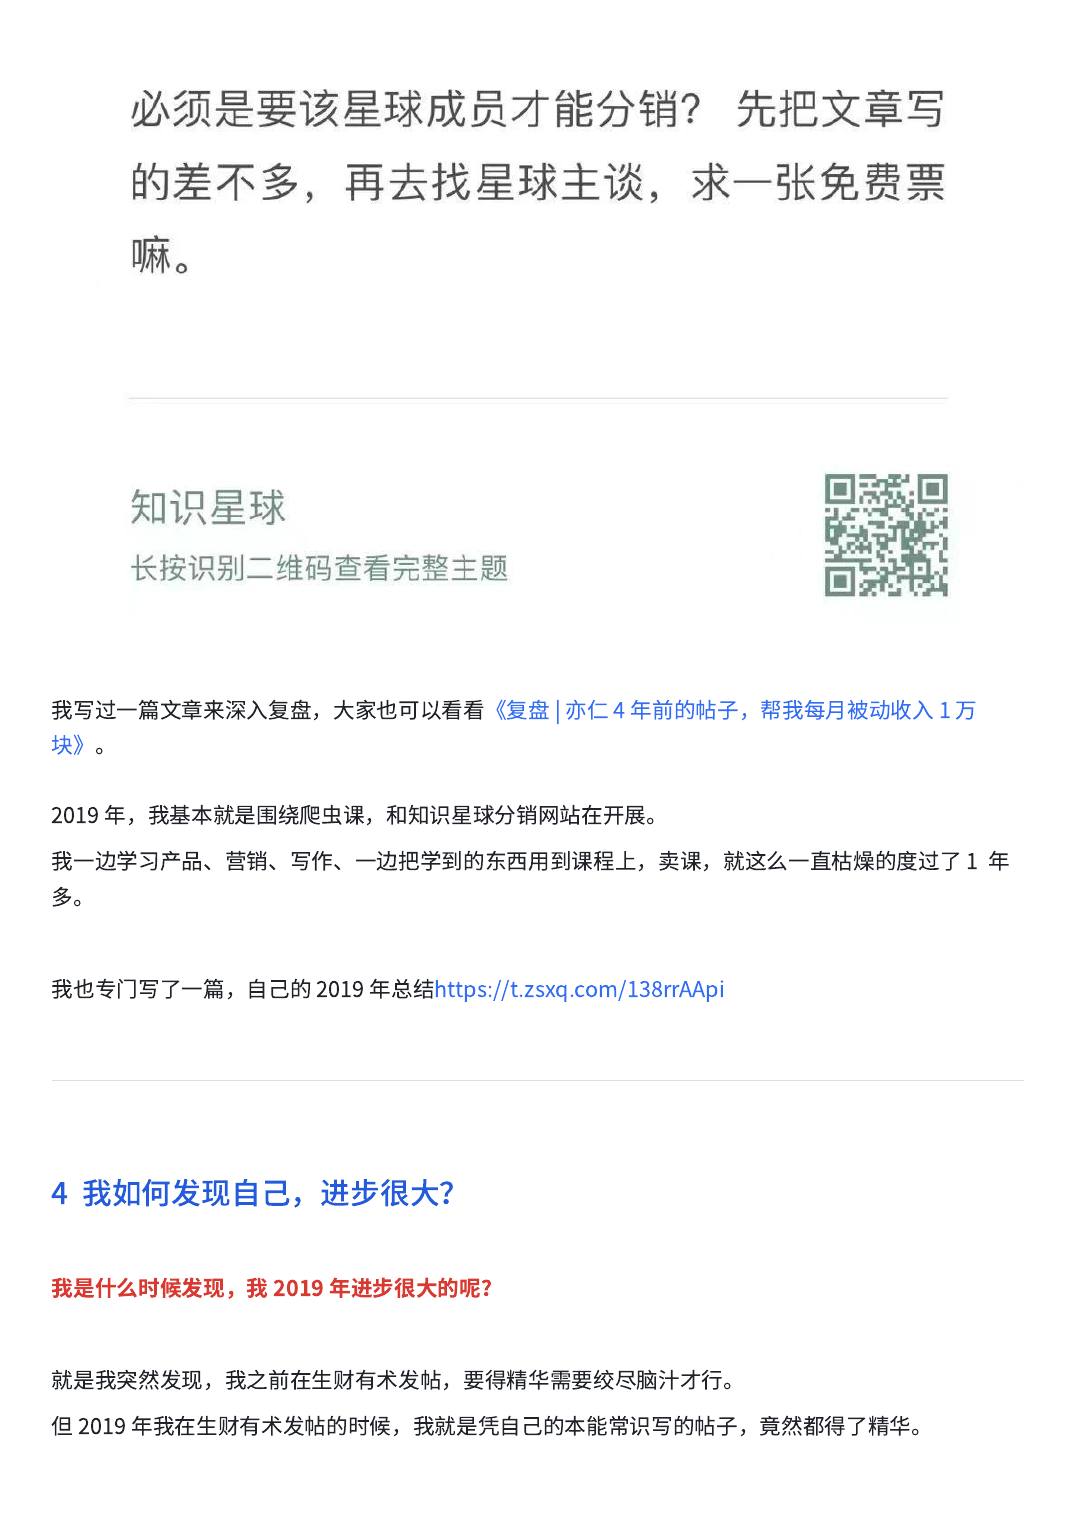 必须是要该星球成员才能分销？ 先把文章写
的差不多，再去找星球主谈，求一张免费票
嘛。
知识星球
长按识别二维码查看完整主题
我写过一篇文章来深入复盘，大家也可以看看《复盘 | 亦仁 4 年前的帖子，帮我每月被动收入 1 万
块》。
2019 年，我基本就是围绕爬虫课，和知识星球分销网站在开展。
我一边学习产品、营销、写作、一边把学到的东西用到课程上，卖课，就这么一直枯燥的度过了 1 年
多。
我也专门写了一篇，自己的 2019 年总结https://t.zsxq.com/138rrAApi
4 我如何发现自己，进步很大？
我是什么时候发现，我 2019 年进步很大的呢？
就是我突然发现，我之前在生财有术发帖，要得精华需要绞尽脑汁才行。
但 2019 年我在生财有术发帖的时候，我就是凭自己的本能常识写的帖子，竟然都得了精华。